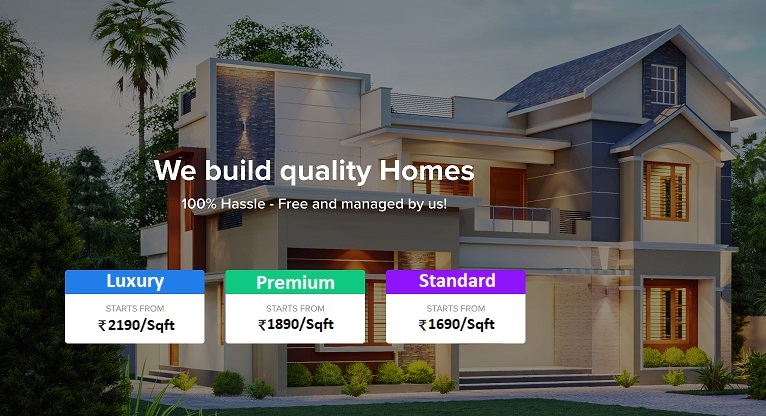 We build quality Homes
100% Hassle - Free and managed by us!
Luxury
STARTS FROM
₹2190/Sqft
Premium
STARTS FROM
₹1890/Sqft
Standard
STARTS FROM
₹1690/Sqft